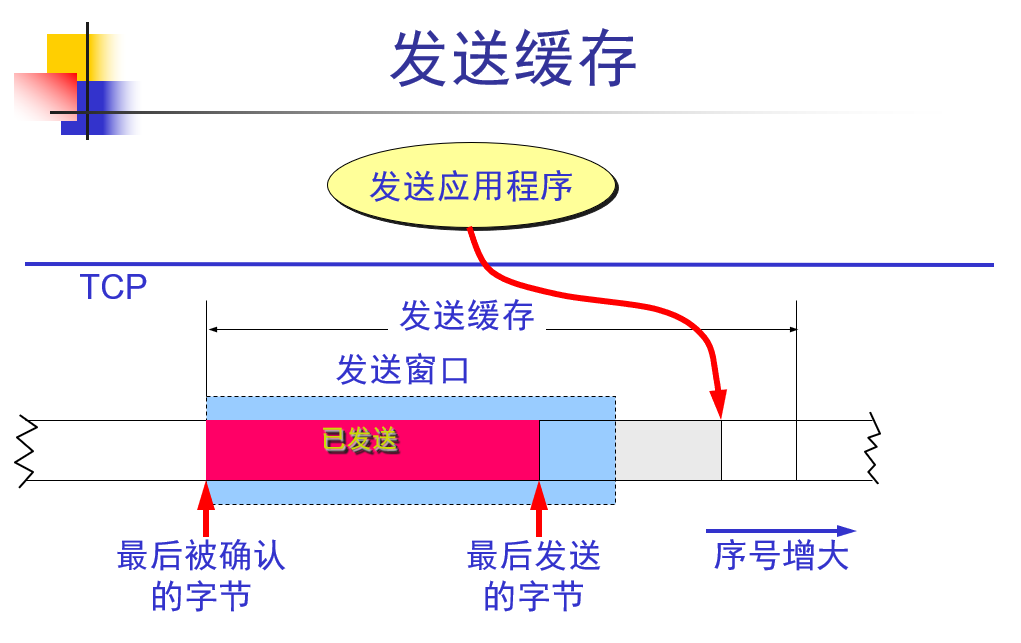 发送缓存
发送应用程序
TCP
发送缓存
发送窗口
已发送
最后被确认
的字节
最后发送
的字节
序号增大